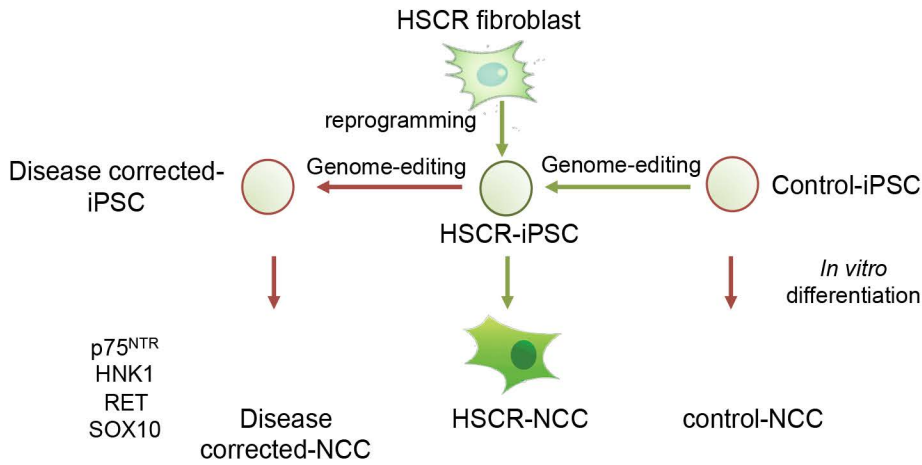 HSCR fibroblast
reprogramming
Disease corrected-
iPSC
Genome-editing
Genome-editing
Control-iPSC
HSCR-iPSC
In vitro
differentiation
p75NTR
HNK1
RET
SOX10
Disease
corrected-NCC
HSCR-NCC
control-NCC